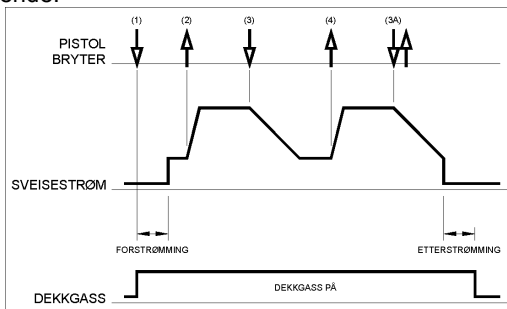 (1) (2) (3) (4) (3A)
PISTOL
BRYTER
SVEISESTRØM
FORSTRØMMING ETTERSTRØMMING
DEKKGASS PÅ
DEKKGASS